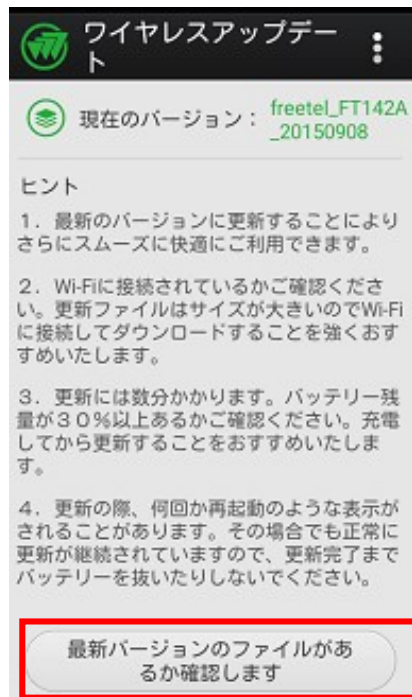 ワイヤレスアップデー
ト
現在のバージョン：
freetel_FT142A
_20150908
ヒント
１．最新のバージョンに更新することにより
さらにスムーズに快適にご利用できます。
２．Wi-Fiに接続されているかご確認くださ
い。更新ファイルはサイズが大きいのでWi-Fi
に接続してダウンロードすることを強くおす
すめいたします。
３．更新には数分かかります。バッテリー残
量が３０%以上あるかご確認ください。充電
してから更新することをおすすめいたしま
す。
４．更新の際、何回か再起動のような表示が
されることがあります。その場合でも正常に
更新が継続されていますので、更新完了まで
バッテリーを抜いたりしないでください。
最新バージョンのファイルがあ
るか確認します